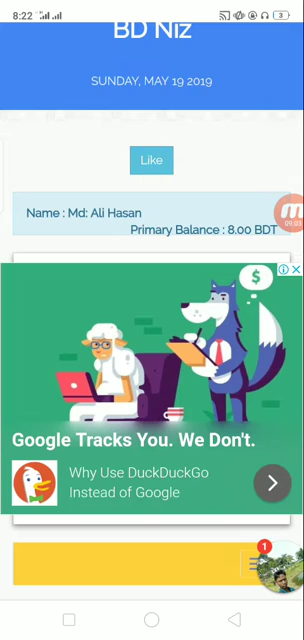 8:22
3
BD Niz
SUNDAY, MAY 19 2019
Like
Name : Md: Ali Hasan
Primary Balance : 8.00 BDT
$
Google Tracks You. We Don't.
Why Use DuckDuckGo
Instead of Google
1